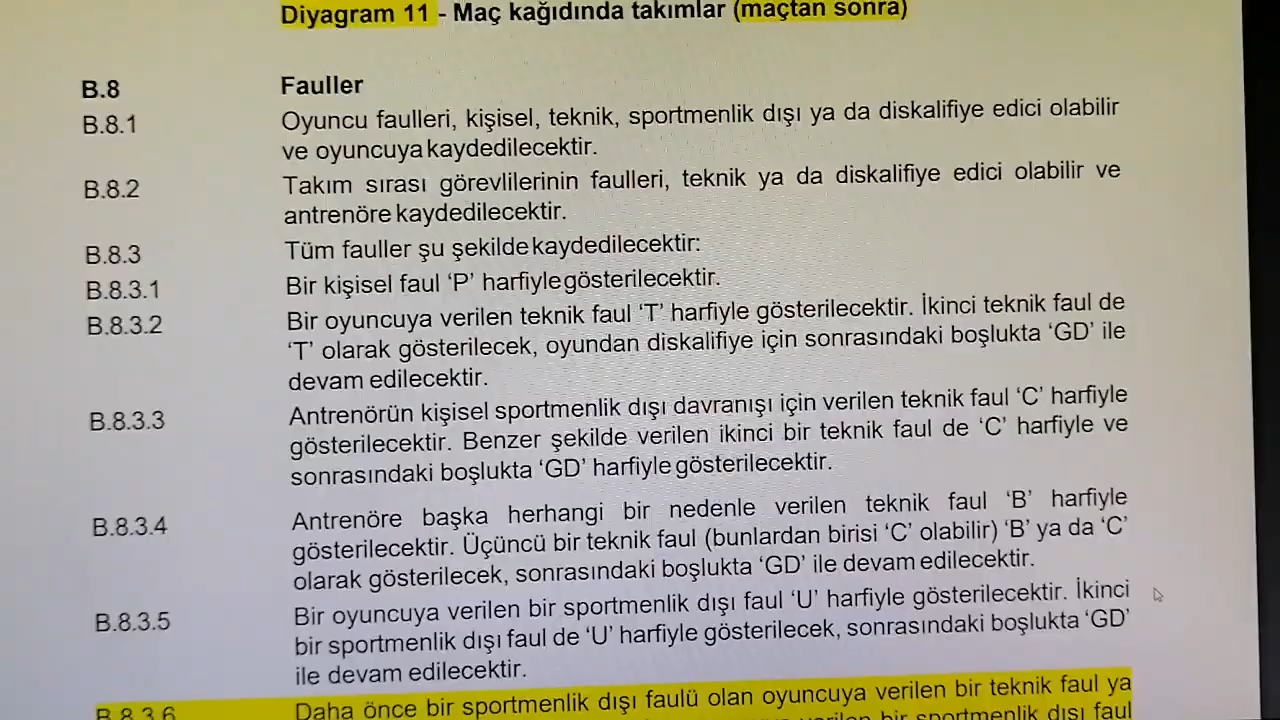 Diyagram 11 - Maç kağıdında takımlar (maçtan sonra)
B.8 Fauller
B.8.1 Oyuncu faulleri, kişisel, teknik, sportmenlik dışı ya da diskalifiye edici olabilir
ve oyuncuya kaydedilecektir.
B.8.2 Takım sırası görevlilerinin faulleri, teknik ya da diskalifiye edici olabilir ve
antrenöre kaydedilecektir.
B.8.3 Tüm fauller şu şekilde kaydedilecektir:
B.8.3.1 Bir kişisel faul ‘P’ harfiyle gösterilecektir.
B.8.3.2 Bir oyuncuya verilen teknik faul ‘T’ harfiyle gösterilecektir. İkinci teknik faul de
‘T’ olarak gösterilecek, oyundan diskalifiye için sonrasındaki boşlukta ‘GD’ ile
devam edilecektir.
B.8.3.3 Antrenörün kişisel sportmenlik dışı davranışı için verilen teknik faul ‘C’ harfiyle
gösterilecektir. Benzer şekilde verilen ikinci bir teknik faul de ‘C’ harfiyle ve
sonrasındaki boşlukta ‘GD’ harfiyle gösterilecektir.
B.8.3.4 Antrenöre başka herhangi bir nedenle verilen teknik faul ‘B’ harfiyle
gösterilecektir. Üçüncü bir teknik faul (bunlardan birisi ‘C’ olabilir) ‘B’ ya da ‘C’
olarak gösterilecek, sonrasındaki boşlukta ‘GD’ ile devam edilecektir.
B.8.3.5 Bir oyuncuya verilen bir sportmenlik dışı faul ‘U’ harfiyle gösterilecektir. İkinci
bir sportmenlik dışı faul de ‘U’ harfiyle gösterilecek, sonrasındaki boşlukta ‘GD’
ile devam edilecektir.
B.8.3.6 Daha önce bir sportmenlik dışı faulü olan oyuncuya verilen bir teknik faul ya
verilen bir sportmenlik dışı faul